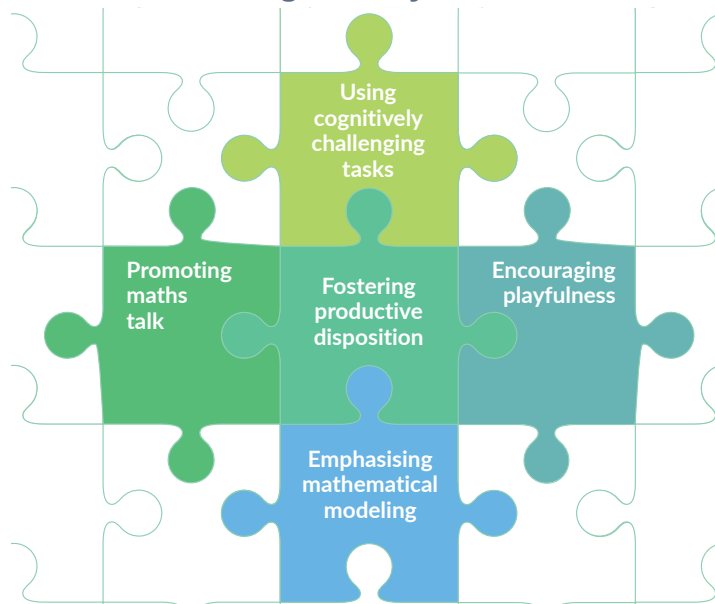 Using
cognitively
challenging
tasks
Promoting
maths
talk
Fostering
productive
disposition
Encouraging
playfulness
Emphasising
mathematical
modeling